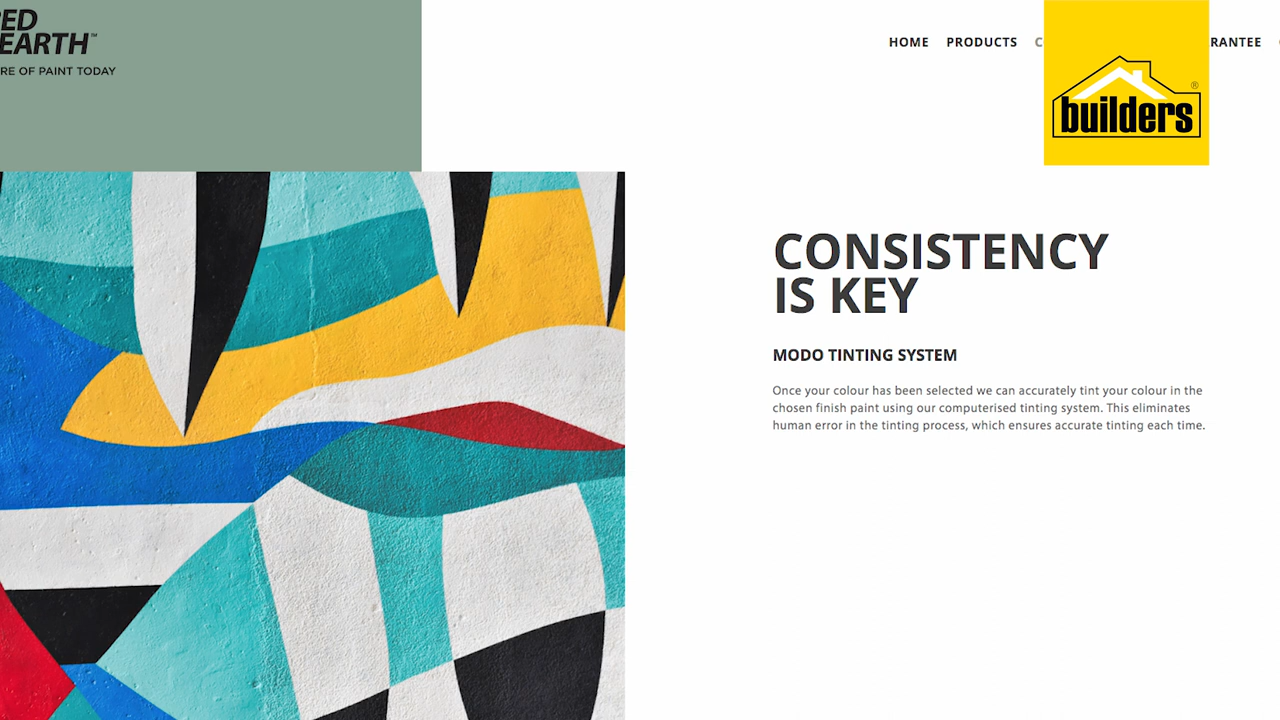 EARTH™
RE OF PAINT TODAY
HOME PRODUCTS
builders®
CONSISTENCY
IS KEY
MODO TINTING SYSTEM
Once your colour has been selected we can accurately tint your colour in the
chosen finish paint using our computerised tinting system. This eliminates
human error in the tinting process, which ensures accurate tinting each time.